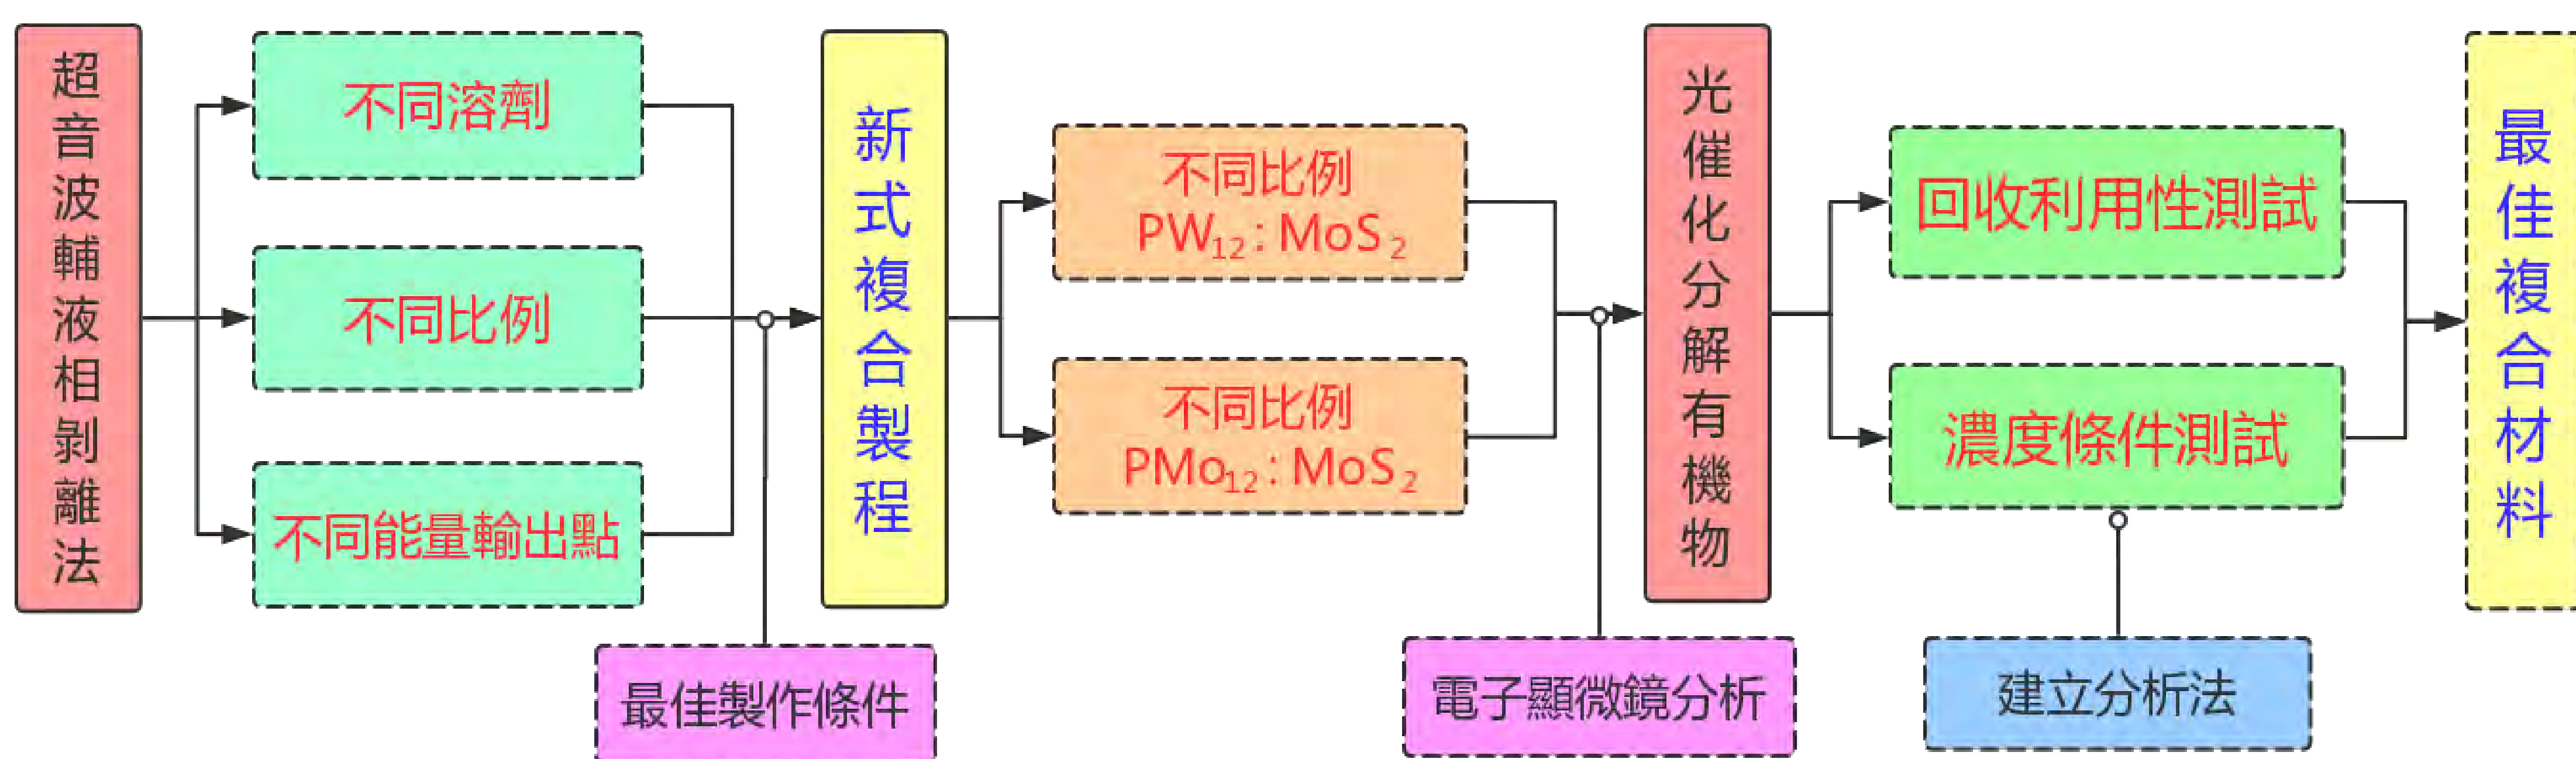 超音波輔液相剝離法
不同溶劑
不同比例
不同能量輸出點
最佳製作條件
新式複合製程
不同比例
PW₁₂:MoS₂
不同比例
PMo₁₂:MoS₂
電子顯微鏡分析
光催化分解有機物
回收利用性測試
濃度條件測試
建立分析法
最佳複合材料